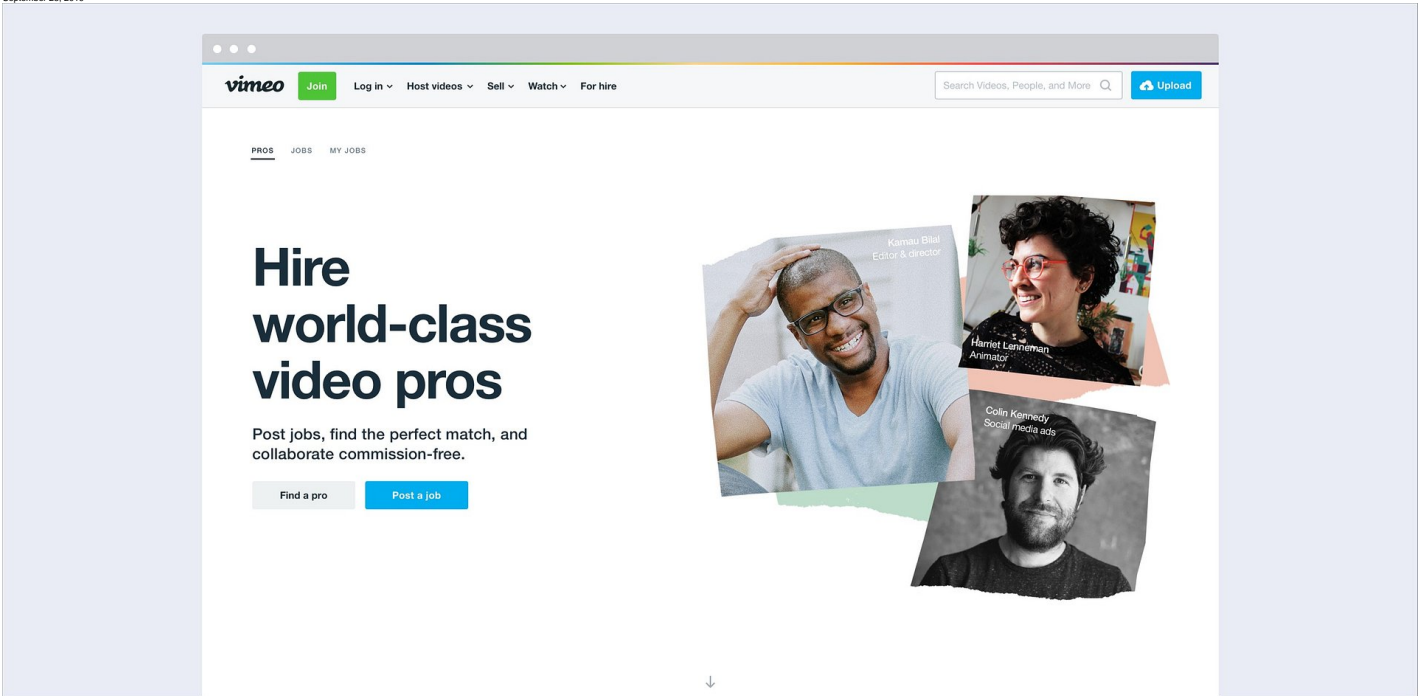 vimeo
Join
Log in
Host videos
Sell
Watch
For hire
Search Videos, People, and More
Upload
PROS
JOBS
MY JOBS
Hire
world-class
video pros
Post jobs, find the perfect match, and
collaborate commission-free.
Find a pro
Post a job
Kamau Bilal
Editor & director
Harriet Lenneman
Animator
Colin Kennedy
Social media ads